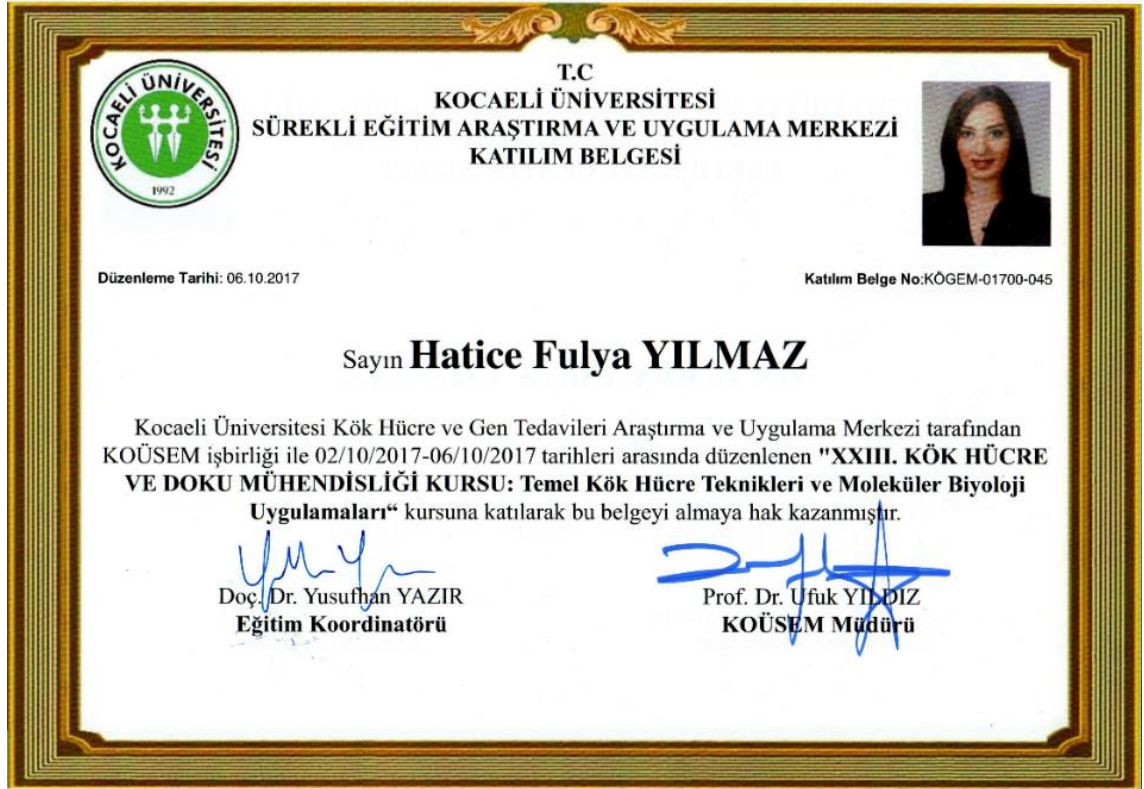 KOCAELİ ÜNİVERSİTESİ
1992
T.C
KOCAELİ ÜNİVERSİTESİ
SÜREKLİ EĞİTİM ARAŞTIRMA VE UYGULAMA MERKEZİ
KATILIM BELGESİ
Düzenleme Tarihi: 06.10.2017
Katılım Belge No:KÖGEM-01700-045
Sayın Hatice Fulya YILMAZ
Kocaeli Üniversitesi Kök Hücre ve Gen Tedavileri Araştırma ve Uygulama Merkezi tarafından
KOÜSEM işbirliği ile 02/10/2017-06/10/2017 tarihleri arasında düzenlenen "XXIII. KÖK HÜCRE
VE DOKU MÜHENDİSLİĞİ KURSU: Temel Kök Hücre Teknikleri ve Moleküler Biyoloji
Uygulamaları“ kursuna katılarak bu belgeyi almaya hak kazanmıştır.
Doç. Dr. Yusufhan YAZIR
Eğitim Koordinatörü
Prof. Dr. Ufuk YILDIZ
KOÜSEM Müdürü